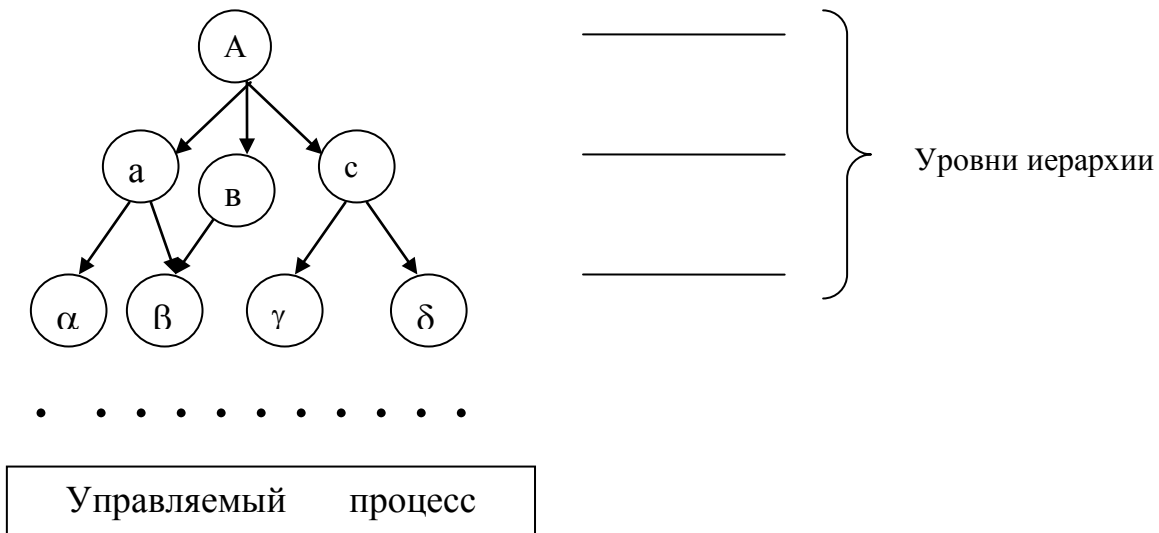 А
а
в
с
Уровни иерархии
α
β
γ
δ
Управляемый процесс